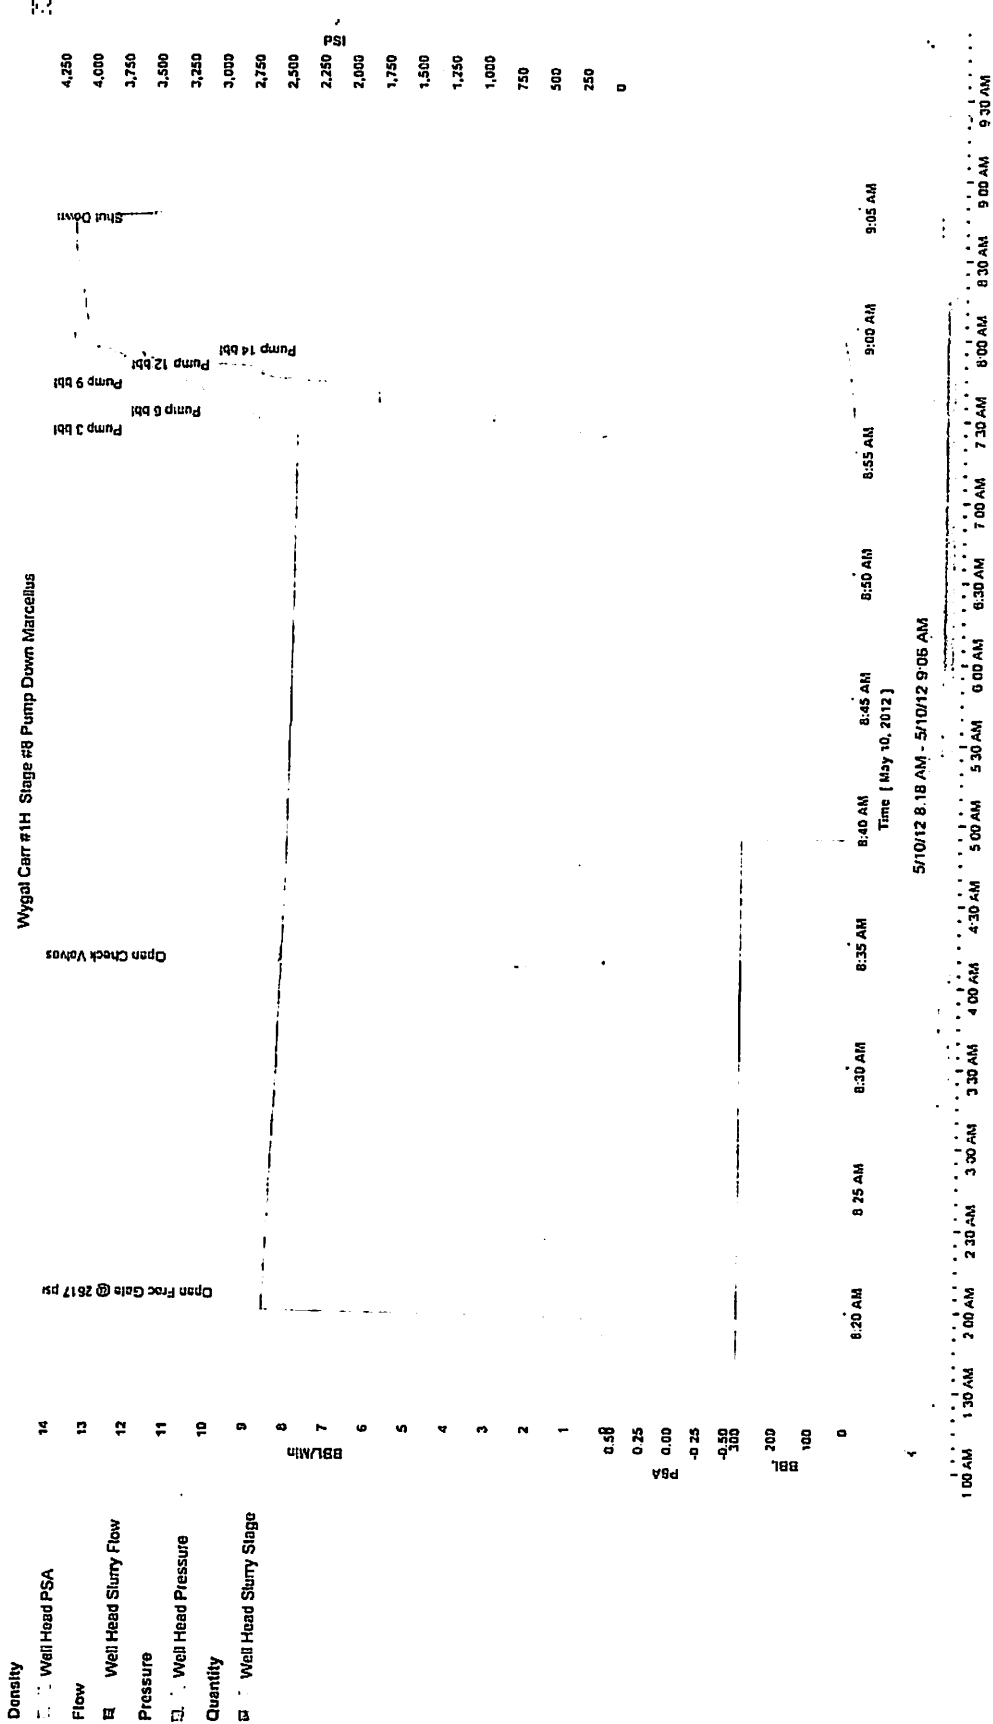 Wygal Carr #1H Stage #8 Pump Down Marcellus
Density
Well Head PSA
Flow
Well Head Slurry Flow
Pressure
Well Head Pressure
Quantity
Well Head Slurry Stage
BBL/Min
14
13
12
11
10
9
8
7
6
5
4
3
2
1
PSA
0.50
0.25
0.00
-0.25
-0.50
BBL
300
200
100
0
Open Frac Gate @ 2617 psi
Open Check Valves
Pump 3 bbl
Pump 6 bbl
Pump 9 bbl
Pump 12 bbl
Pump 14 bbl
Shut Down
PSI
4,250
4,000
3,750
3,500
3,250
3,000
2,750
2,500
2,250
2,000
1,750
1,500
1,250
1,000
750
500
250
0
8:20 AM 8 25 AM 8:30 AM 8:35 AM 8:40 AM 8:45 AM 8:50 AM 8:55 AM 9:00 AM 9:05 AM
Time [ May 10, 2012 ]
5/10/12 8.18 AM - 5/10/12 9:06 AM
1 00 AM 1 30 AM 2 00 AM 2 30 AM 3 00 AM 3 30 AM 4 00 AM 4:30 AM 5 00 AM 5 30 AM 6 00 AM 6:30 AM 7 00 AM 7 30 AM 8:00 AM 8 30 AM 9 00 AM 9 30 AM